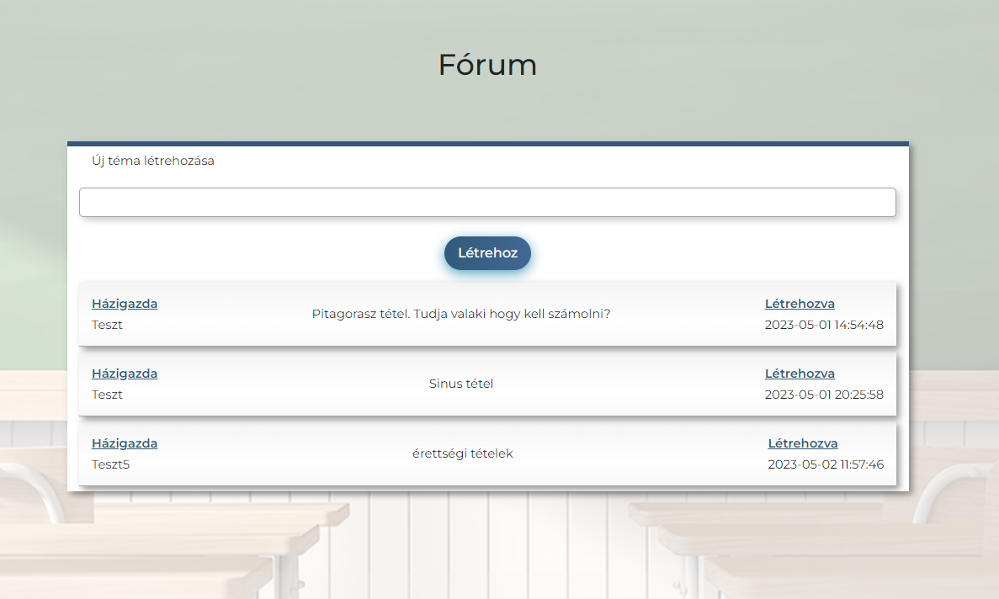 Fórum
Új téma létrehozása
Létrehoz
Házigazda
Teszt
Pitagorasz tétel. Tudja valaki hogy kell számolni?
Létrehozva
2023-05-01 14:54:48
Házigazda
Teszt
Sinus tétel
Létrehozva
2023-05-01 20:25:58
Házigazda
Teszt5
érettségi tételek
Létrehozva
2023-05-02 11:57:46